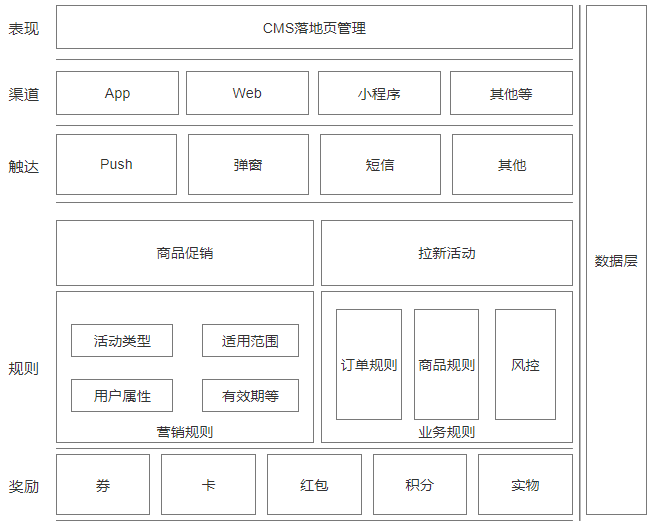 表现
CMS落地页管理
渠道
App
Web
小程序
其他等
触达
Push
弹窗
短信
其他
数据层
商品促销
拉新活动
规则
活动类型
适用范围
用户属性
有效期等
营销规则
订单规则
商品规则
风控
业务规则
奖励
券
卡
红包
积分
实物